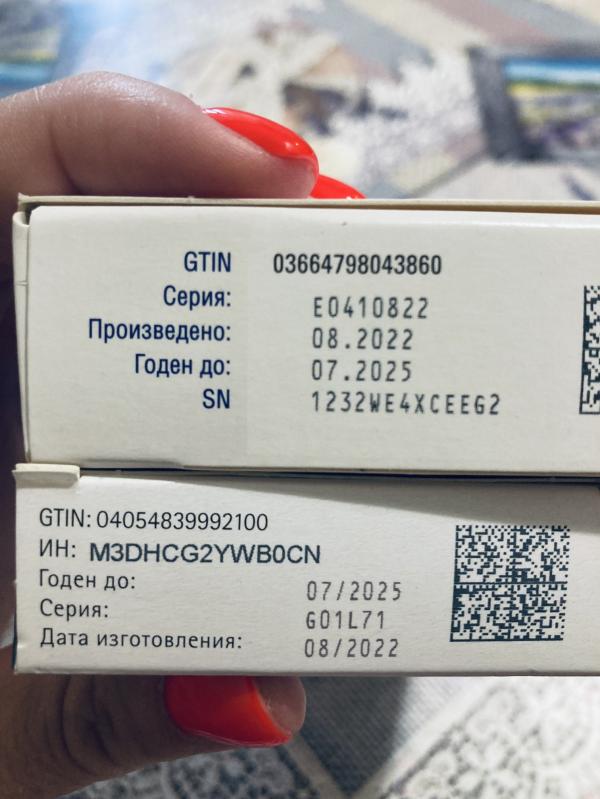 GTIN 03664798043860
Серия: E0410822
Произведено: 08.2022
Годен до: 07.2025
SN 1232WE4XCEEG2
GTIN: 04054839992100
ИН: M3DHCG2YWB0CN
Годен до: 07/2025
Серия: G01L71
Дата изготовления: 08/2022